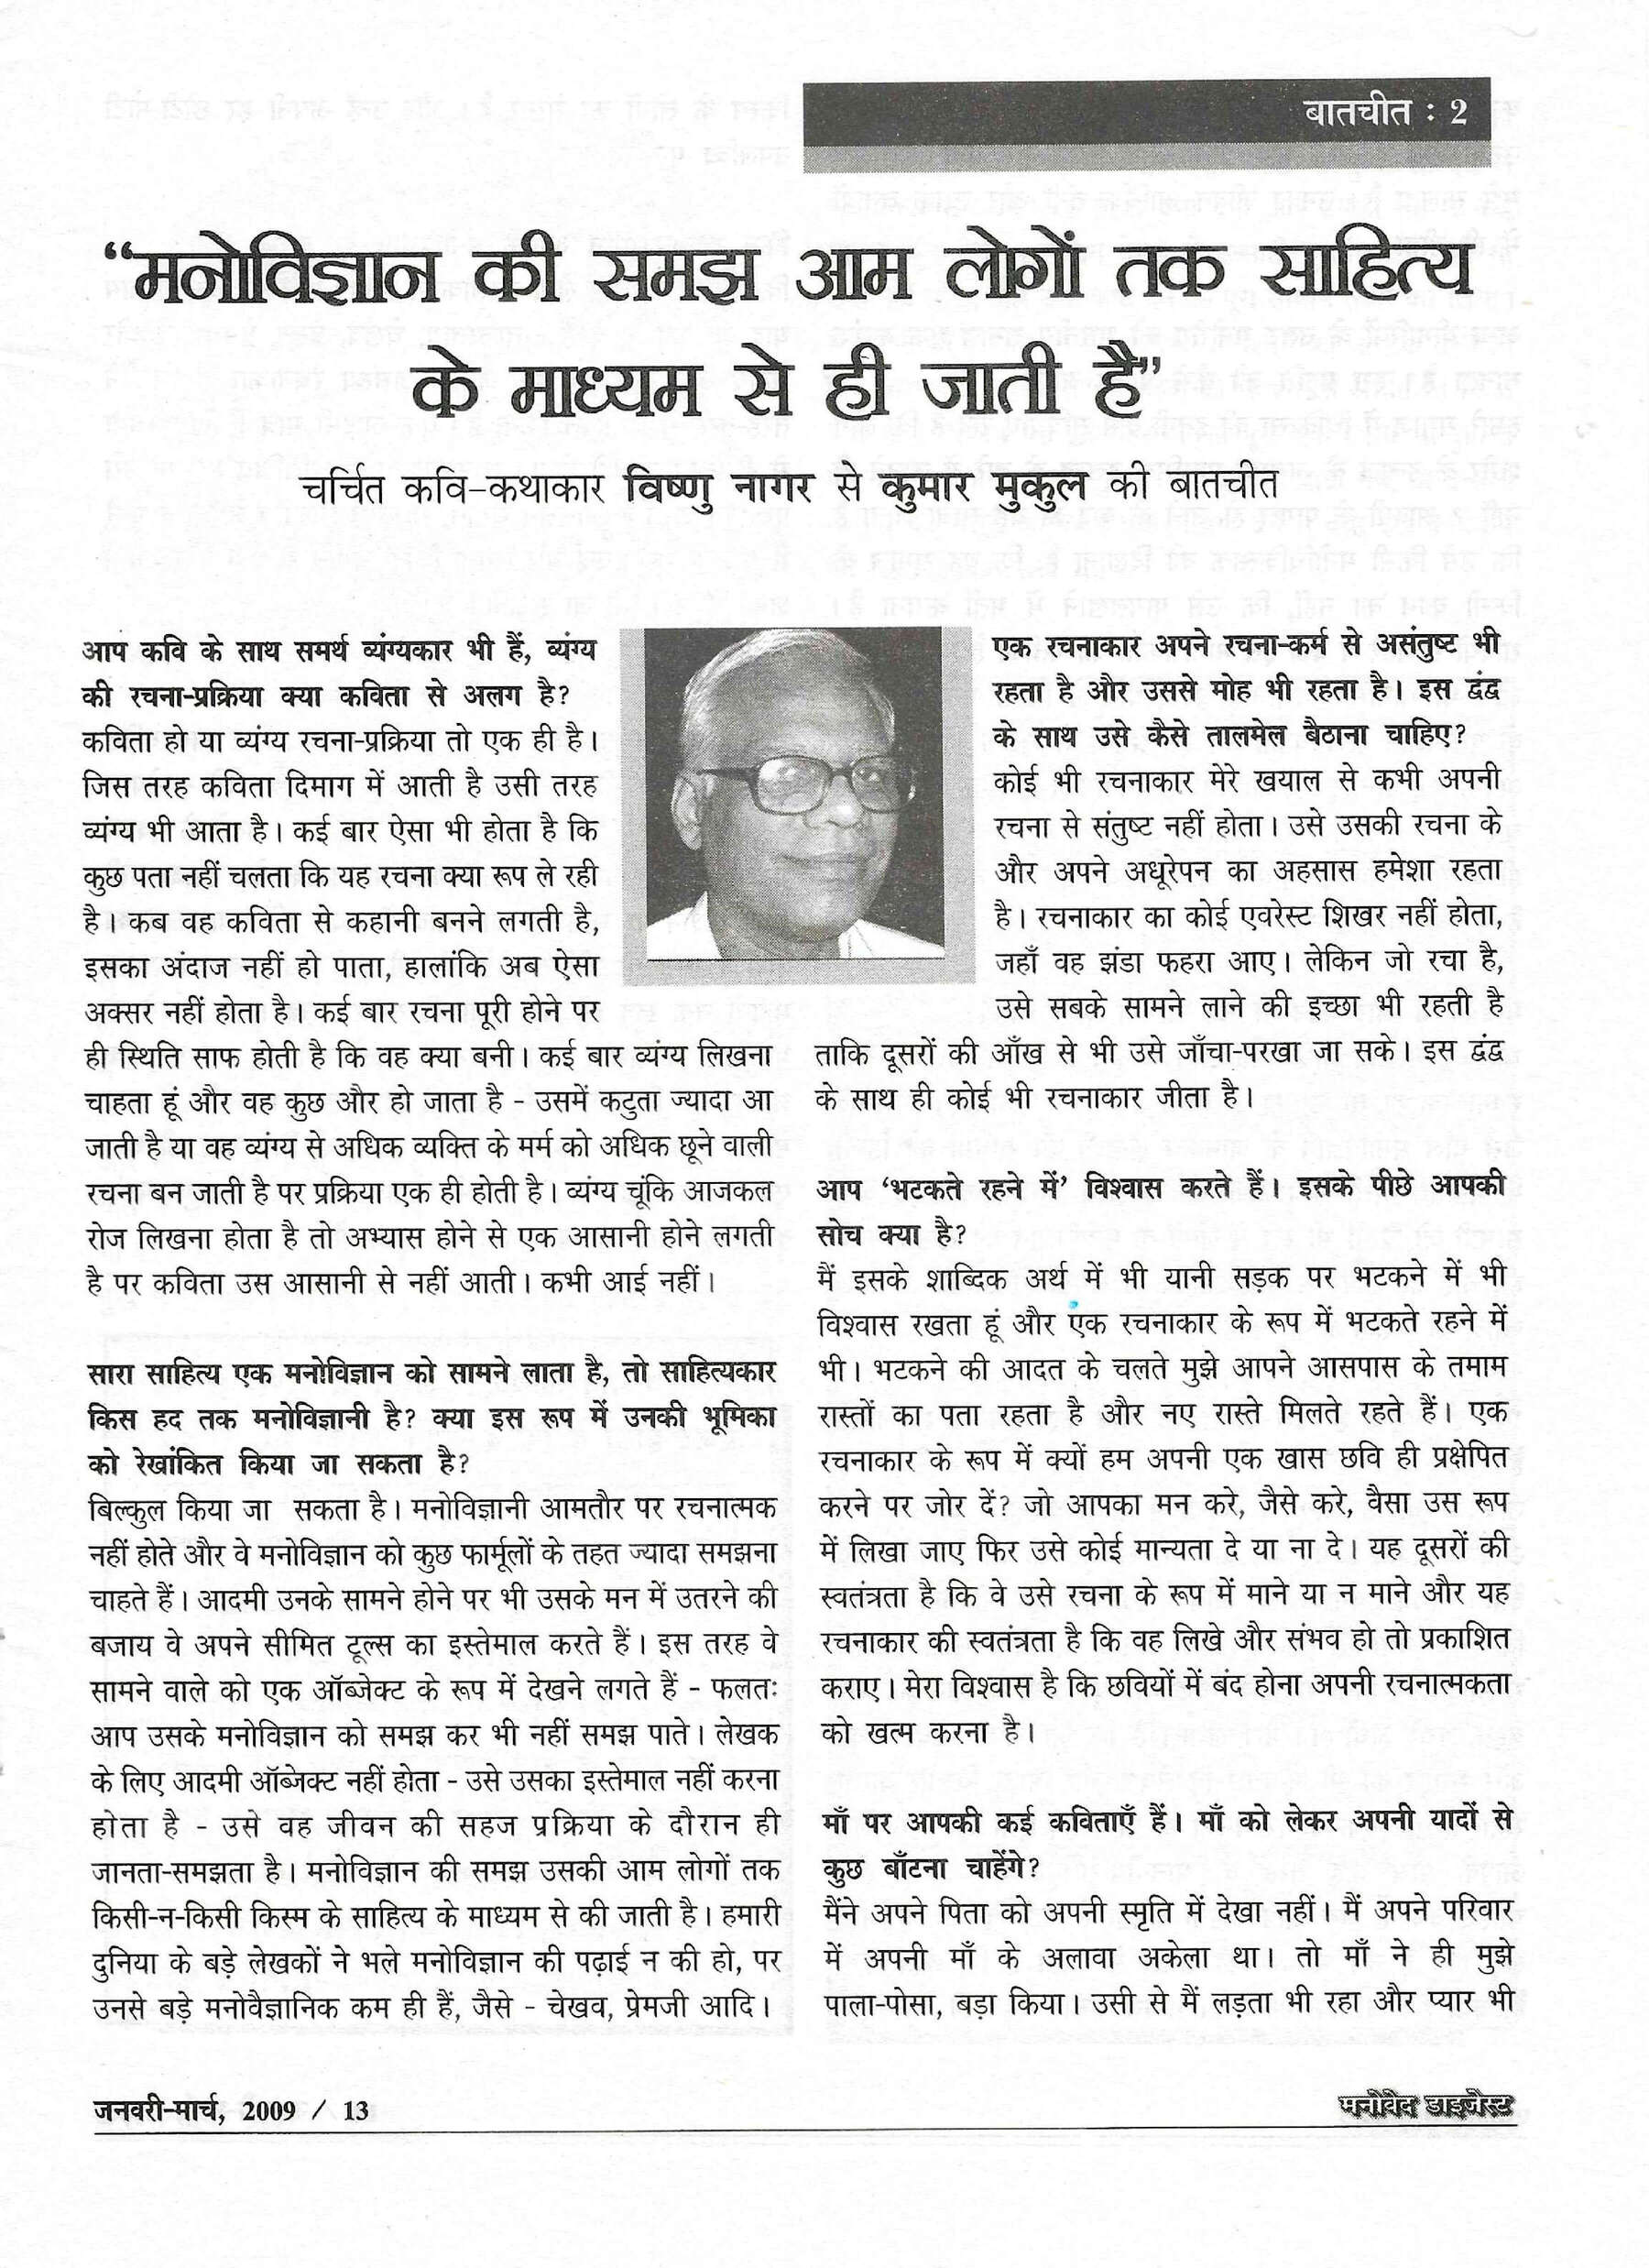 बातचीत : 2
“मनोविज्ञान की समझ आम लोगों तक साहित्य
के माध्यम से ही जाती है”
चर्चित कवि-कथाकार विष्णु नागर से कुमार मुकुल की बातचीत
आप कवि के साथ समर्थ व्यंग्यकार भी हैं, व्यंग्य
की रचना-प्रक्रिया क्या कविता से अलग है?
कविता हो या व्यंग्य रचना-प्रक्रिया तो एक ही है।
जिस तरह कविता दिमाग में आती है उसी तरह
व्यंग्य भी आता है। कई बार ऐसा भी होता है कि
कुछ पता नहीं चलता कि यह रचना क्या रूप ले रही
है। कब वह कविता से कहानी बनने लगती है,
इसका अंदाज नहीं हो पाता, हालांकि अब ऐसा
अक्सर नहीं होता है। कई बार रचना पूरी होने पर
ही स्थिति साफ होती है कि वह क्या बनी। कई बार व्यंग्य लिखना
चाहता हूं और वह कुछ और हो जाता है - उसमें कटुता ज्यादा आ
जाती है या वह व्यंग्य से अधिक व्यक्ति के मर्म को अधिक छूने वाली
रचना बन जाती है पर प्रक्रिया एक ही होती है। व्यंग्य चूंकि आजकल
रोज लिखना होता है तो अभ्यास होने से एक आसानी होने लगती
है पर कविता उस आसानी से नहीं आती। कभी आई नहीं।
सारा साहित्य एक मनोविज्ञान को सामने लाता है, तो साहित्यकार
किस हद तक मनोविज्ञानी है? क्या इस रूप में उनकी भूमिका
को रेखांकित किया जा सकता है?
बिल्कुल किया जा सकता है। मनोविज्ञानी आमतौर पर रचनात्मक
नहीं होते और वे मनोविज्ञान को कुछ फार्मूलों के तहत ज्यादा समझना
चाहते हैं। आदमी उनके सामने होने पर भी उसके मन में उतरने की
बजाय वे अपने सीमित टूल्स का इस्तेमाल करते हैं। इस तरह वे
सामने वाले को एक ऑब्जेक्ट के रूप में देखने लगते हैं - फलतः
आप उसके मनोविज्ञान को समझ कर भी नहीं समझ पाते। लेखक
के लिए आदमी ऑब्जेक्ट नहीं होता - उसे उसका इस्तेमाल नहीं करना
होता है - उसे वह जीवन की सहज प्रक्रिया के दौरान ही
जानता-समझता है। मनोविज्ञान की समझ उसकी आम लोगों तक
किसी-न-किसी किस्म के साहित्य के माध्यम से की जाती है। हमारी
दुनिया के बड़े लेखकों ने भले मनोविज्ञान की पढ़ाई न की हो, पर
उनसे बड़े मनोवैज्ञानिक कम ही हैं, जैसे - चेखव, प्रेमजी आदि।
एक रचनाकार अपने रचना-कर्म से असंतुष्ट भी
रहता है और उससे मोह भी रहता है। इस द्वंद्व
के साथ उसे कैसे तालमेल बैठाना चाहिए?
कोई भी रचनाकार मेरे खयाल से कभी अपनी
रचना से संतुष्ट नहीं होता। उसे उसकी रचना के
और अपने अधूरेपन का अहसास हमेशा रहता
है। रचनाकार का कोई एवरेस्ट शिखर नहीं होता,
जहाँ वह झंडा फहरा आए। लेकिन जो रचा है,
उसे सबके सामने लाने की इच्छा भी रहती है
ताकि दूसरों की आँख से भी उसे जाँचा-परखा जा सके। इस द्वंद्व
के साथ ही कोई भी रचनाकार जीता है।
आप ‘भटकते रहने में’ विश्वास करते हैं। इसके पीछे आपकी
सोच क्या है?
मैं इसके शाब्दिक अर्थ में भी यानी सड़क पर भटकने में भी
विश्वास रखता हूं और एक रचनाकार के रूप में भटकते रहने में
भी। भटकने की आदत के चलते मुझे आपने आसपास के तमाम
रास्तों का पता रहता है और नए रास्ते मिलते रहते हैं। एक
रचनाकार के रूप में क्यों हम अपनी एक खास छवि ही प्रक्षेपित
करने पर जोर दें? जो आपका मन करे, जैसे करे, वैसा उस रूप
में लिखा जाए फिर उसे कोई मान्यता दे या ना दे। यह दूसरों की
स्वतंत्रता है कि वे उसे रचना के रूप में माने या न माने और यह
रचनाकार की स्वतंत्रता है कि वह लिखे और संभव हो तो प्रकाशित
कराए। मेरा विश्वास है कि छवियों में बंद होना अपनी रचनात्मकता
को खत्म करना है।
माँ पर आपकी कई कविताएँ हैं। माँ को लेकर अपनी यादों से
कुछ बाँटना चाहेंगे?
मैंने अपने पिता को अपनी स्मृति में देखा नहीं। मैं अपने परिवार
में अपनी माँ के अलावा अकेला था। तो माँ ने ही मुझे
पाला-पोसा, बड़ा किया। उसी से मैं लड़ता भी रहा और प्यार भी
जनवरी-मार्च, 2009 / 13
मनोवेद डाइजेस्ट